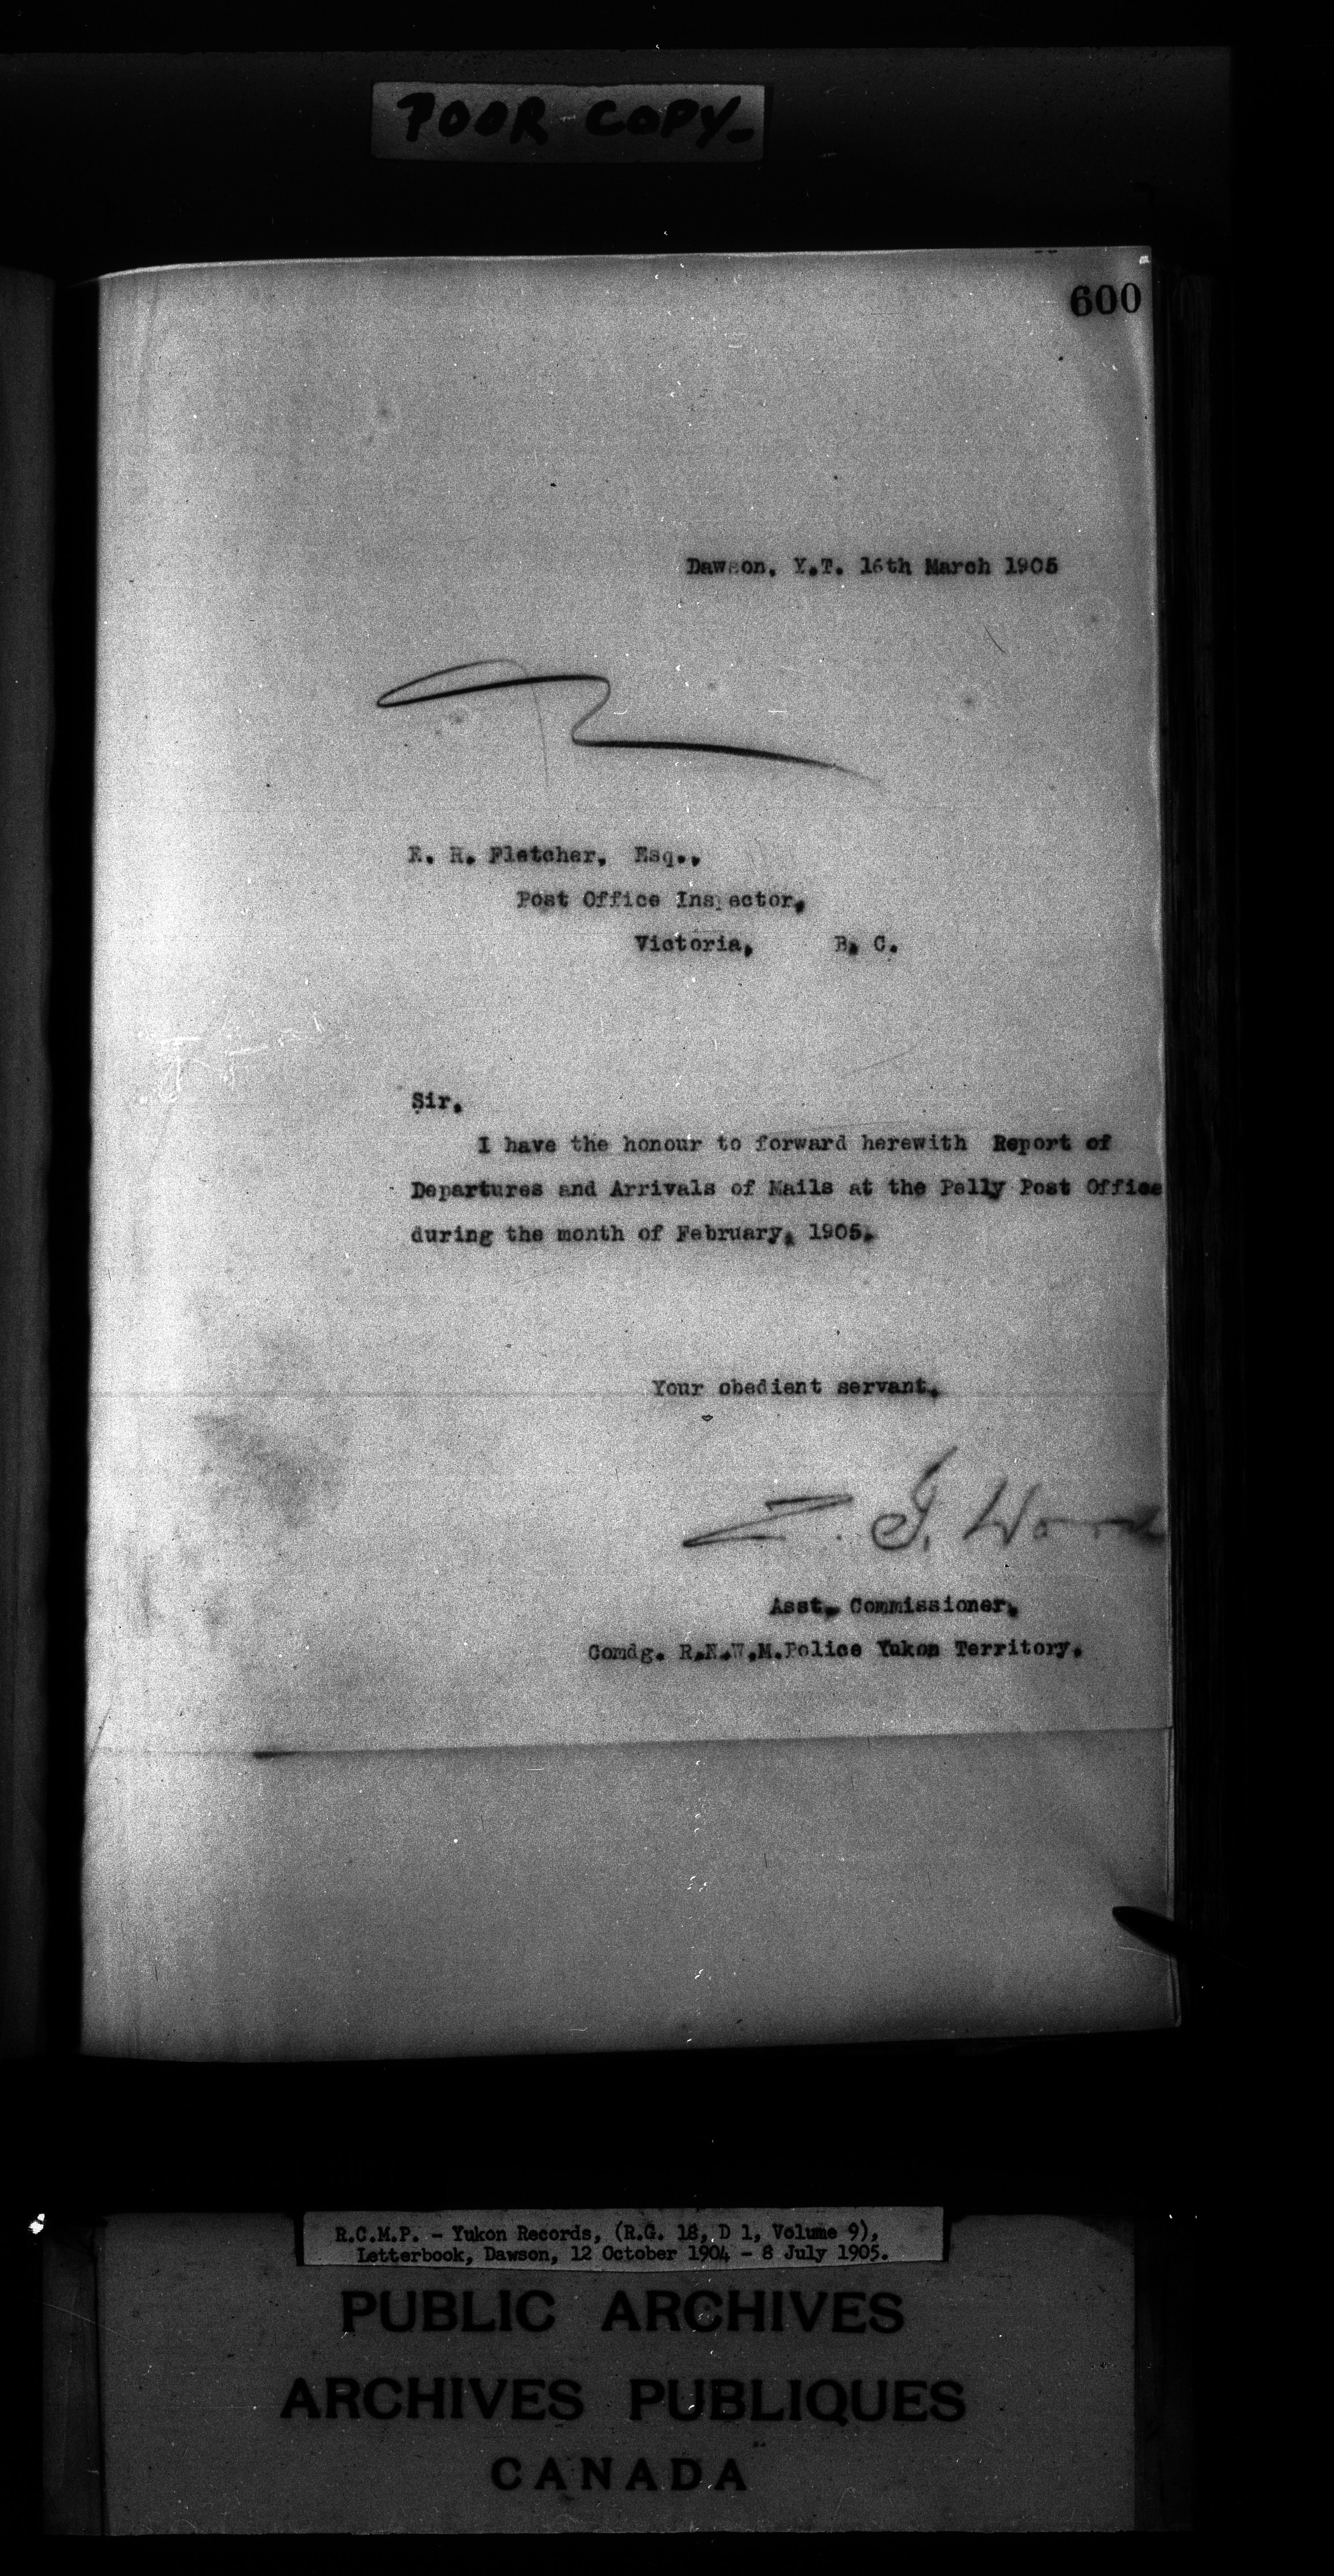 POOR COPY-
600
Dawson, Y.T. 16th March 1905
E. H. Fletcher, Esq.,
Post Office Inspector,
Victoria, B. C.
Sir,
I have the honour to forward herewith Report of
Departures and Arrivals of Mails at the Pelly Post Office
during the month of February, 1905.
Your obedient servant,
Z. T. Wood
Asst. Commissioner,
Comdg. R.N.W.M.Police Yukon Territory.
R.C.M.P. - Yukon Records, (R.G. 18, D 1, Volume 9),
Letterbook, Dawson, 12 October 1904 - 8 July 1905.
PUBLIC ARCHIVES
ARCHIVES PUBLIQUES
CANADA